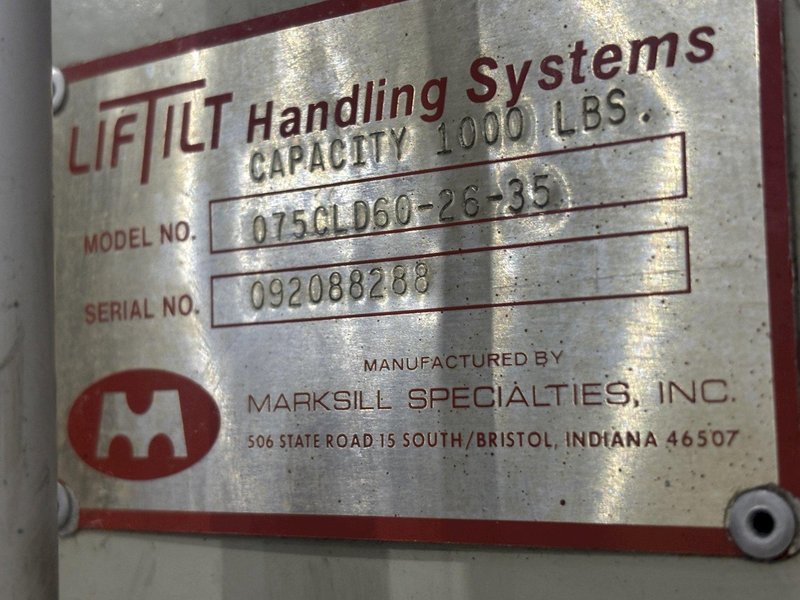 LIFTILT Handling Systems
CAPACITY 1000 LBS.
MODEL NO. 075CLD60-26-35
SERIAL NO. 092088288
MANUFACTURED BY
MARKSILL SPECIALTIES, INC.
506 STATE ROAD 15 SOUTH/BRISTOL, INDIANA 46507
M